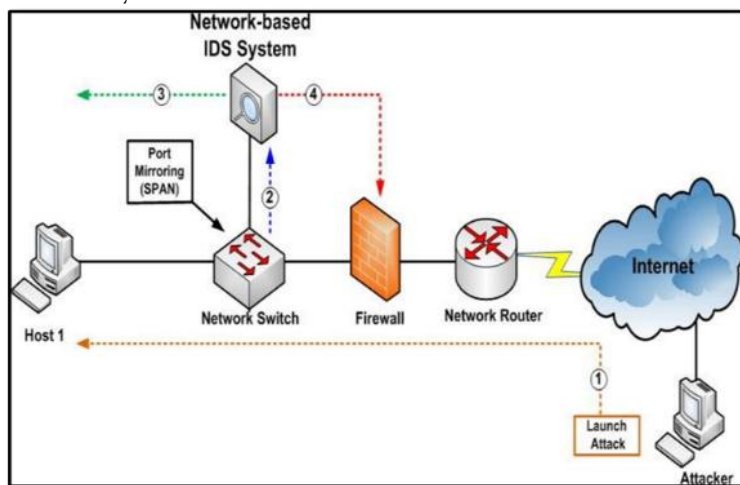 Network-based
IDS System
3
4
Port
Mirroring
(SPAN)
2
Internet
Host 1
Network Switch
Firewall
Network Router
1
Launch
Attack
Attacker